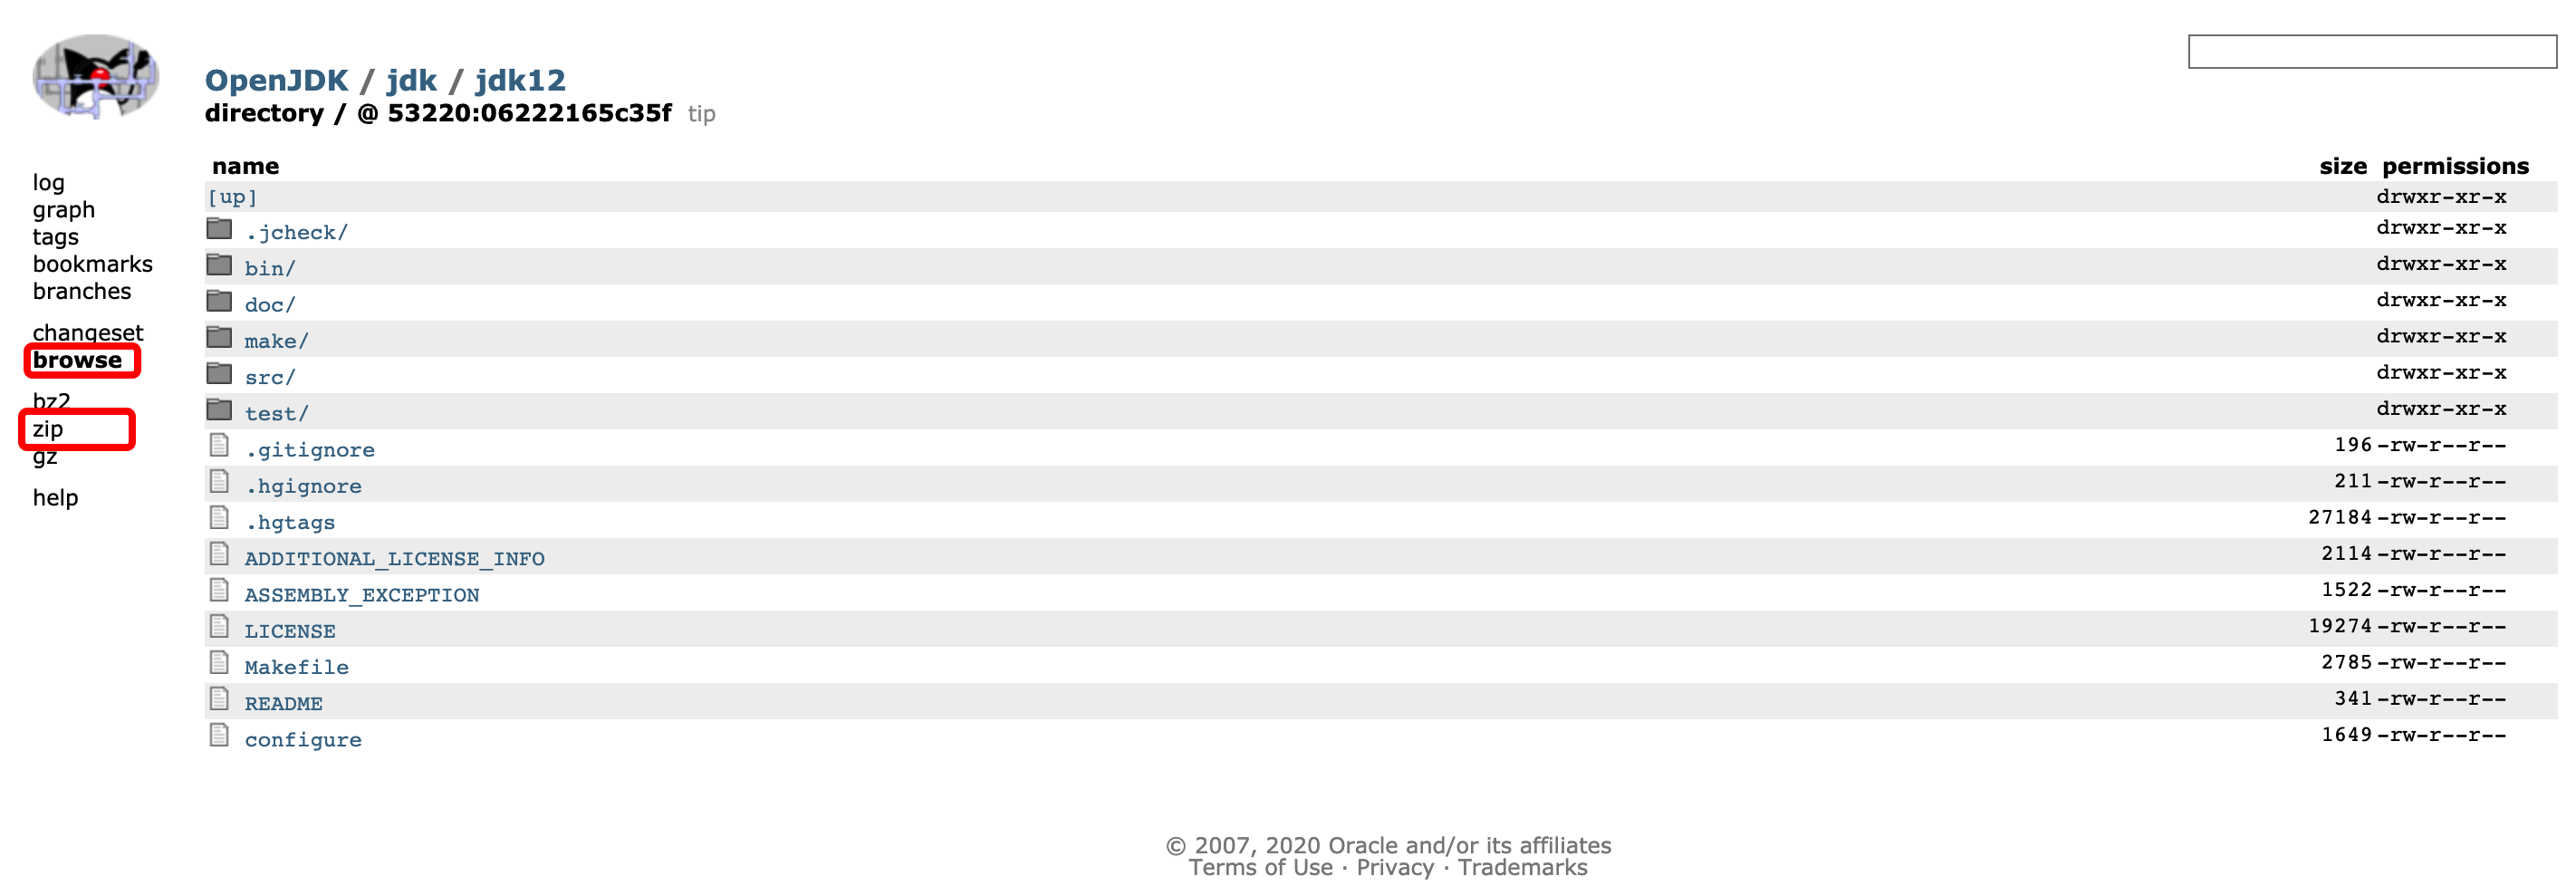 OpenJDK / jdk / jdk12
directory / @ 53220:06222165c35f tip
log
graph
tags
bookmarks
branches
changeset
browse
bz2
zip
gz
help
name size permissions
[up] drwxr-xr-x
.jcheck/ drwxr-xr-x
bin/ drwxr-xr-x
doc/ drwxr-xr-x
make/ drwxr-xr-x
src/ drwxr-xr-x
test/ drwxr-xr-x
.gitignore 196 -rw-r--r--
.hgignore 211 -rw-r--r--
.hgtags 27184 -rw-r--r--
ADDITIONAL_LICENSE_INFO 2114 -rw-r--r--
ASSEMBLY_EXCEPTION 1522 -rw-r--r--
LICENSE 19274 -rw-r--r--
Makefile 2785 -rw-r--r--
README 341 -rw-r--r--
configure 1649 -rw-r--r--
© 2007, 2020 Oracle and/or its affiliates
Terms of Use · Privacy · Trademarks